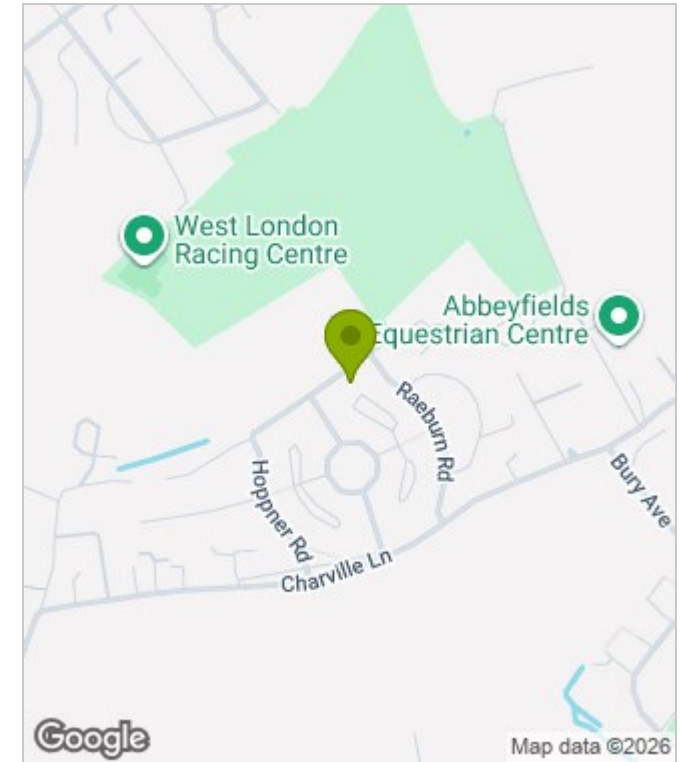 West London
Racing Centre
Abbeyfields
Equestrian Centre
Raeburn Rd
Bury Ave
Hoppner Rd
Charville Ln
Google
Map data ©2026